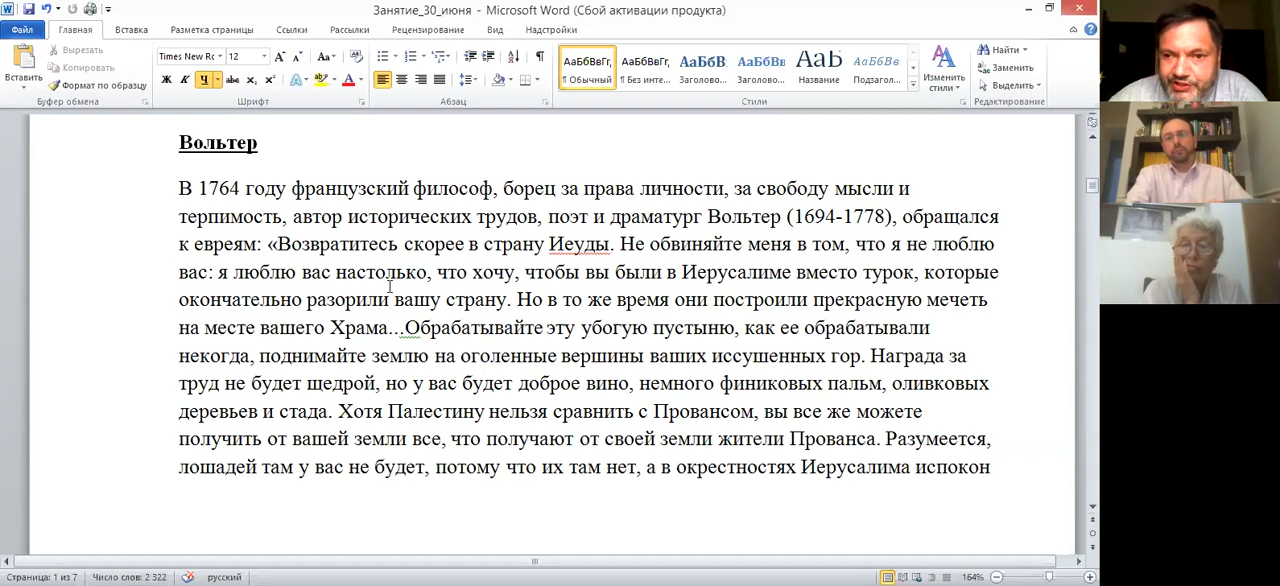 Занятие_30_июня - Microsoft Word (Сбой активации продукта)
Файл Главная Вставка Разметка страницы Ссылки Рассылки Рецензирование Вид Надстройки
Вставить
Вырезать
Копировать
Формат по образцу
Буфер обмена
Times New Ro 12
Ж К Ч
Шрифт
Абзац
АаБбВвГг, АаБбВвГг, АаБбВ АаБбВв АаБ АаБбВв
¶ Обычный ¶ Без инте... Заголово... Заголово... Название Подзагол...
Стили
Изменить стили
Найти
Заменить
Выделить
Редактирование
Вольтер
В 1764 году французский философ, борец за права личности, за свободу мысли и
терпимость, автор исторических трудов, поэт и драматург Вольтер (1694-1778), обращался
к евреям: «Возвратитесь скорее в страну Иеуды. Не обвиняйте меня в том, что я не люблю
вас: я люблю вас настолько, что хочу, чтобы вы были в Иерусалиме вместо турок, которые
окончательно разорили вашу страну. Но в то же время они построили прекрасную мечеть
на месте вашего Храма...Обрабатывайте эту убогую пустыню, как ее обрабатывали
некогда, поднимайте землю на оголенные вершины ваших иссушенных гор. Награда за
труд не будет щедрой, но у вас будет доброе вино, немного финиковых пальм, оливковых
деревьев и стада. Хотя Палестину нельзя сравнить с Провансом, вы все же можете
получить от вашей земли все, что получают от своей земли жители Прованса. Разумеется,
лошадей там у вас не будет, потому что их там нет, а в окрестностях Иерусалима испокон
Страница: 1 из 7 Число слов: 2 322 русский 164%